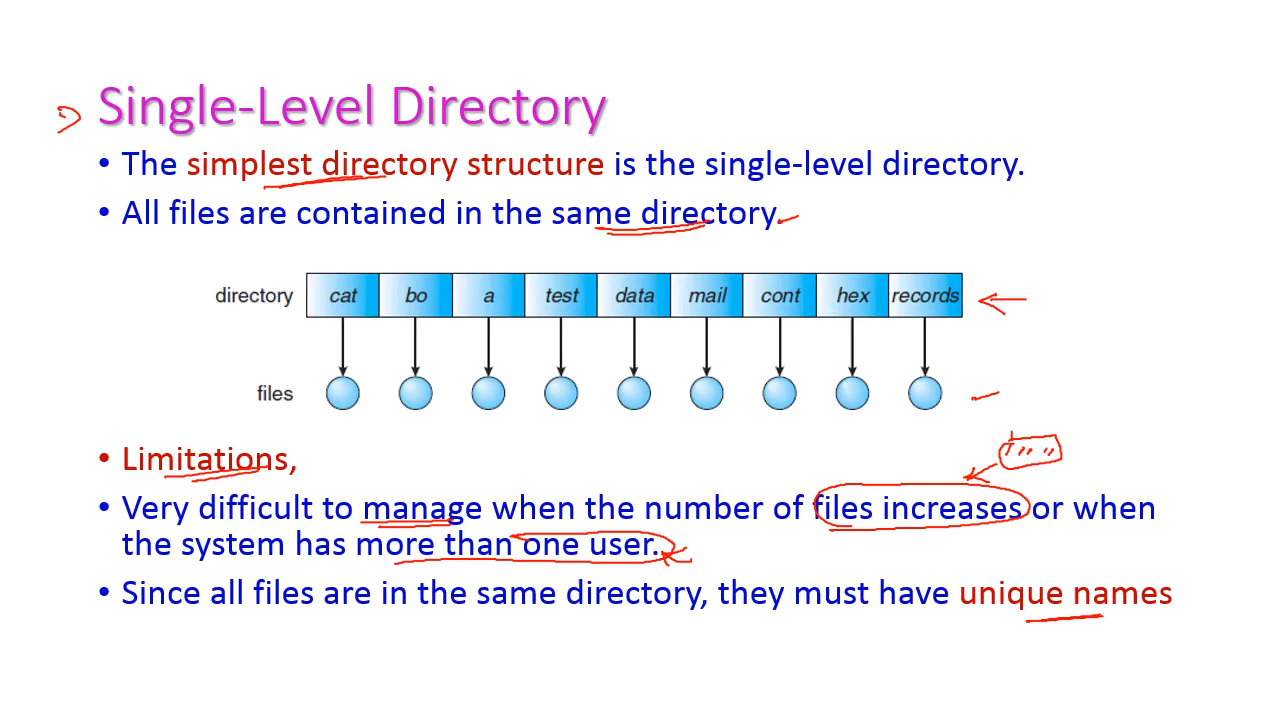 Single-Level Directory
• The simplest directory structure is the single-level directory.
• All files are contained in the same directory.
directory cat bo a test data mail cont hex records
files
• Limitations,
• Very difficult to manage when the number of files increases or when
the system has more than one user.
• Since all files are in the same directory, they must have unique names